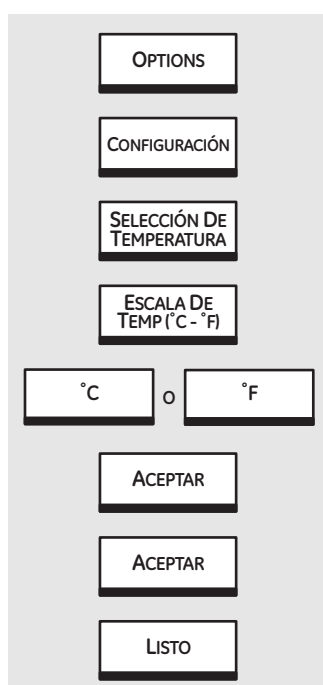 OPTIONS
CONFIGURACIÓN
SELECCIÓN DE
TEMPERATURA
ESCALA DE
TEMP (°C - °F)
°C o °F
ACEPTAR
ACEPTAR
LISTO